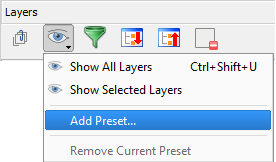 Layers
Show All Layers Ctrl+Shift+U
Show Selected Layers
Add Preset...
Remove Current Preset